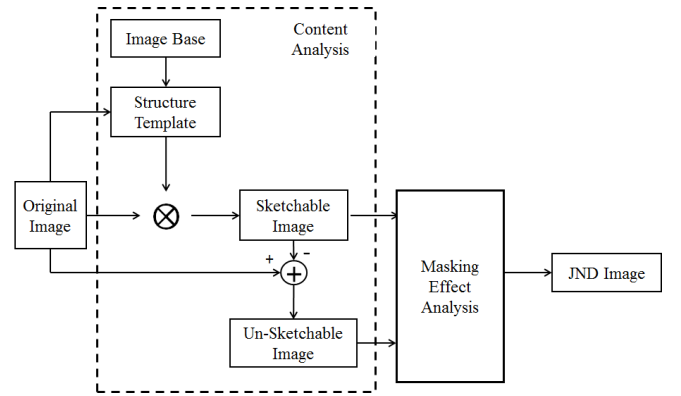 Content
Analysis
Image Base
Structure
Template
Original
Image
Sketchable
Image
+
-
Un-Sketchable
Image
Masking
Effect
Analysis
JND Image